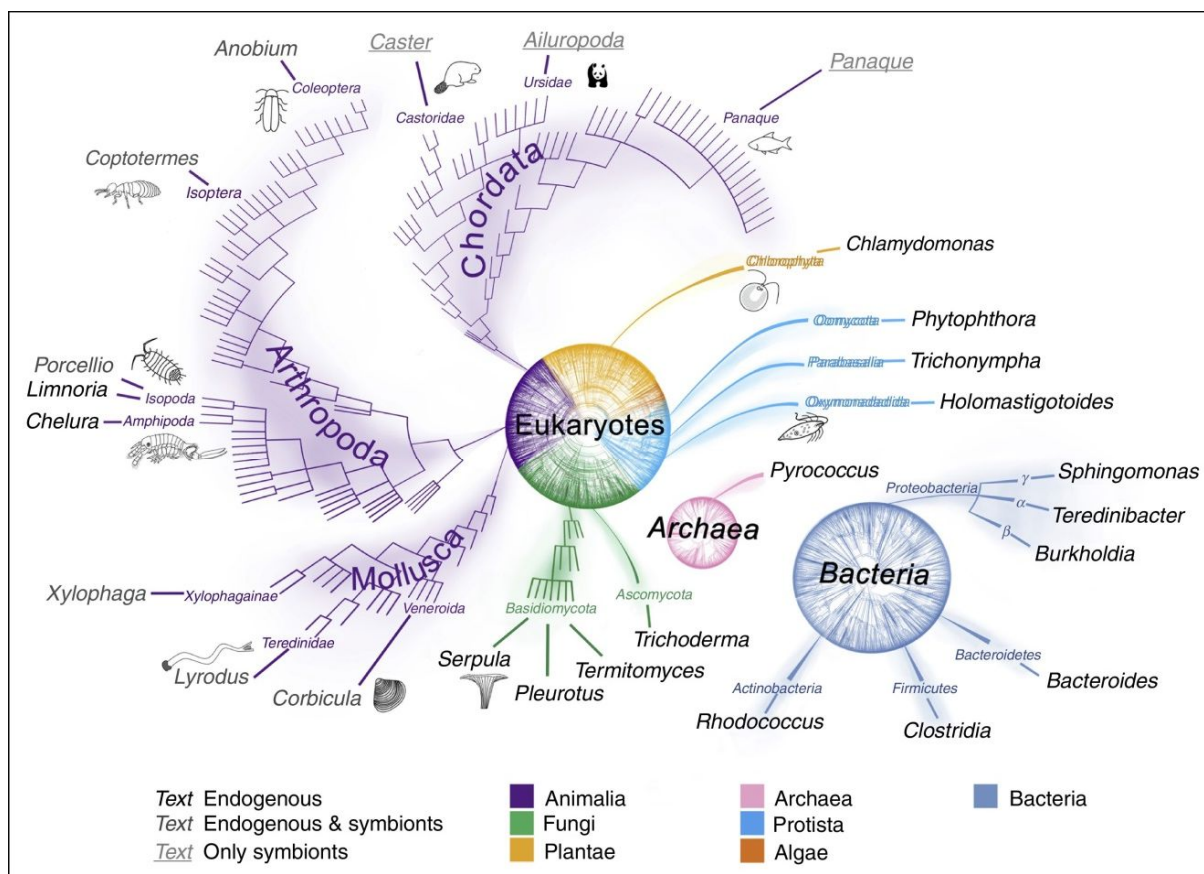 Anobium
Coleoptera
Caster
Castoridae
Ailuropoda
Ursidae
Panaque
Panaque
Coptotermes
Isoptera
Chordata
Chlorophyta
Chlamydomonas
Oomycota
Phytophthora
Parabasalia
Trichonympha
Oxymonadadida
Holomastigotoides
Porcellio
Limnoria
Isopoda
Chelura
Amphipoda
Arthropoda
Eukaryotes
Pyrococcus
Archaea
Proteobacteria
γ
Sphingomonas
α
Teredinibacter
β
Burkholdia
Bacteria
Mollusca
Xylophaga
Xylophagainae
Veneroida
Teredinidae
Lyrodus
Corbicula
Basidiomycota
Ascomycota
Serpula
Pleurotus
Termitomyces
Trichoderma
Bacteroidetes
Bacteroides
Actinobacteria
Rhodococcus
Firmicutes
Clostridia
Text Endogenous
Text Endogenous & symbionts
Text Only symbionts
Animalia
Fungi
Plantae
Archaea
Protista
Algae
Bacteria